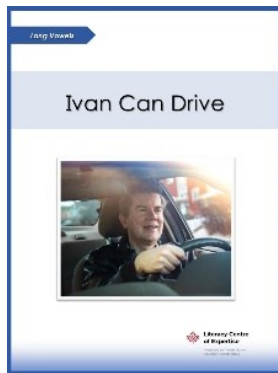 Long Vowels
Ivan Can Drive
Literacy Centre
of Expertise